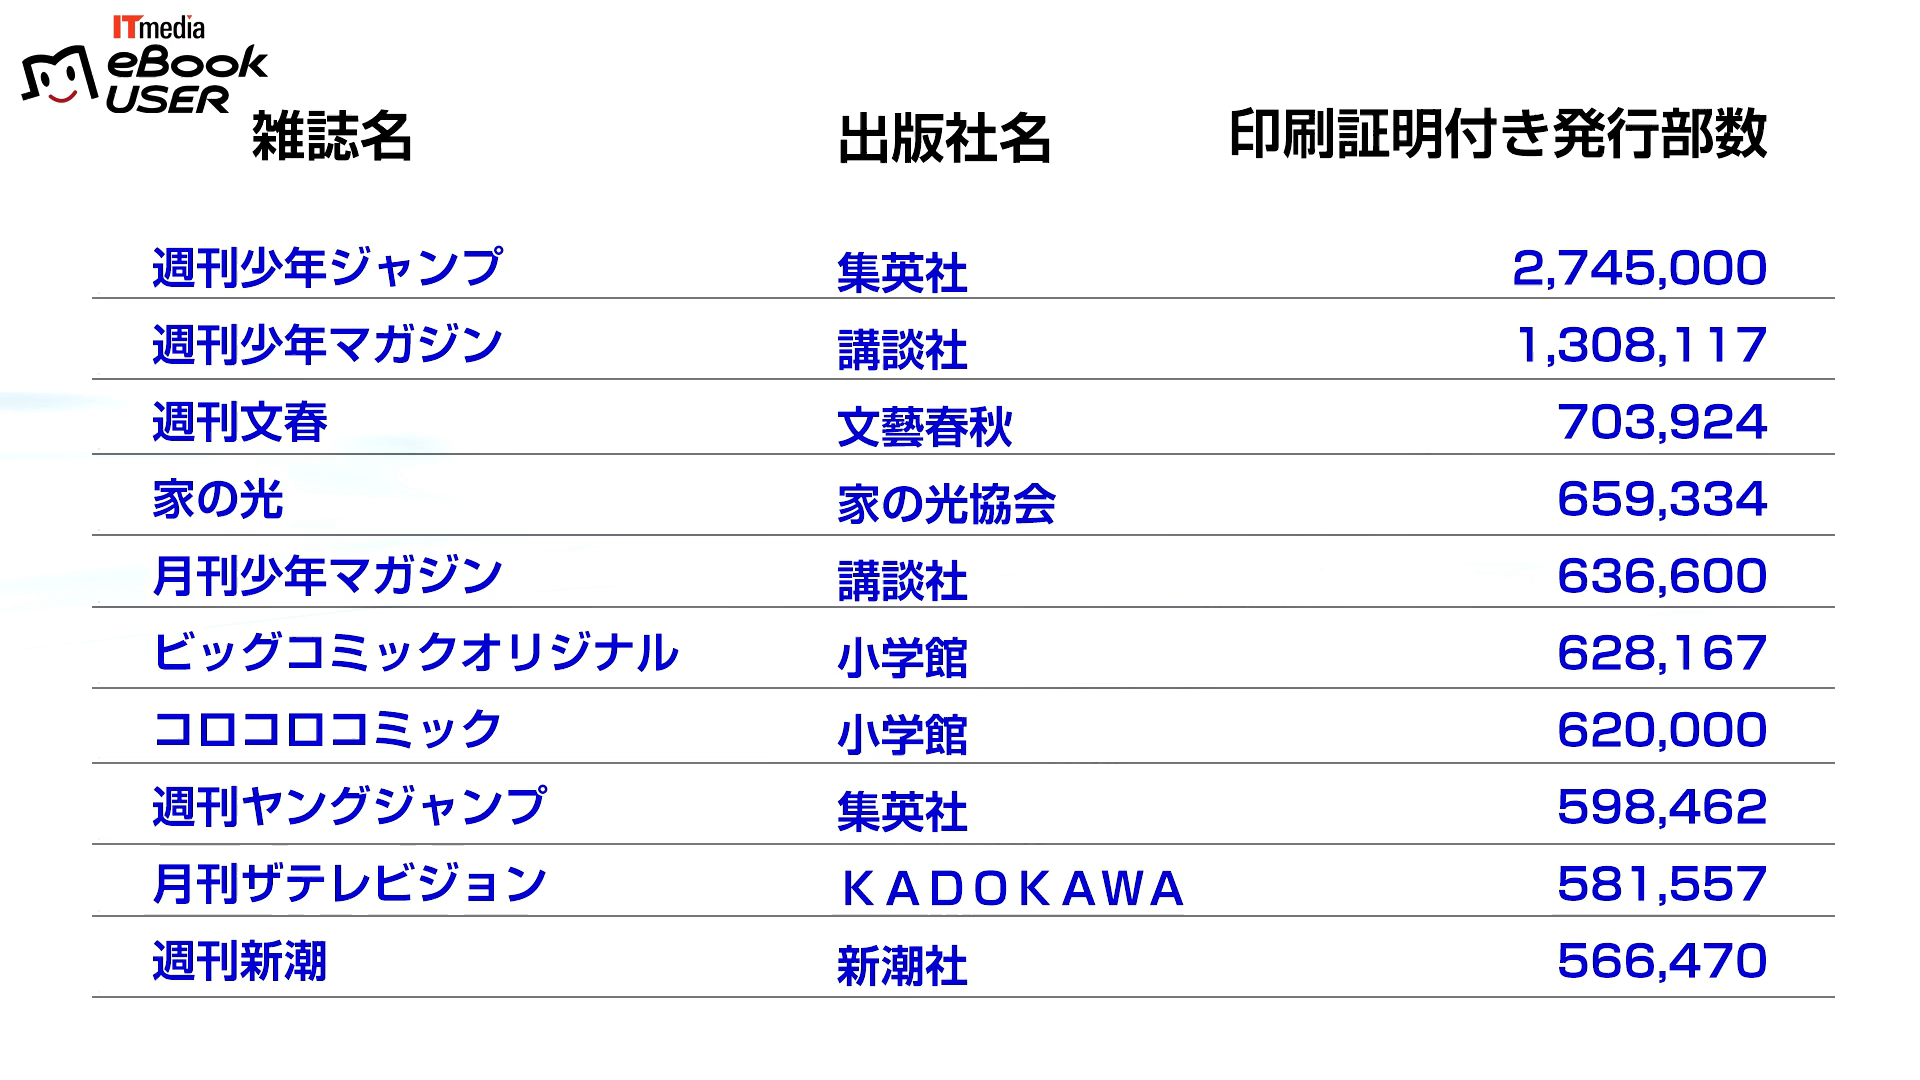 ITmedia
eBook
USER
雑誌名 出版社名 印刷証明付き発行部数
週刊少年ジャンプ 集英社 2,745,000
週刊少年マガジン 講談社 1,308,117
週刊文春 文藝春秋 703,924
家の光 家の光協会 659,334
月刊少年マガジン 講談社 636,600
ビッグコミックオリジナル 小学館 628,167
コロコロコミック 小学館 620,000
週刊ヤングジャンプ 集英社 598,462
月刊ザテレビジョン ＫＡＤＯＫＡＷＡ 581,557
週刊新潮 新潮社 566,470